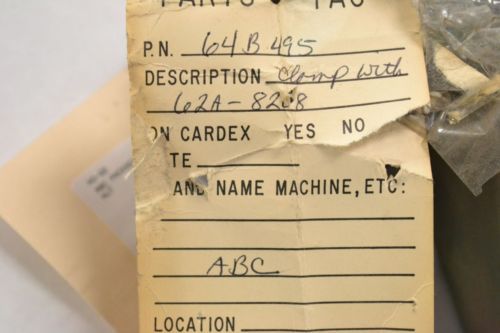 PARTS TAG
P.N. 64B495
DESCRIPTION Clamp with
62A-8268
ON CARDEX YES NO
TE
AND NAME MACHINE, ETC:
ABC
LOCATION